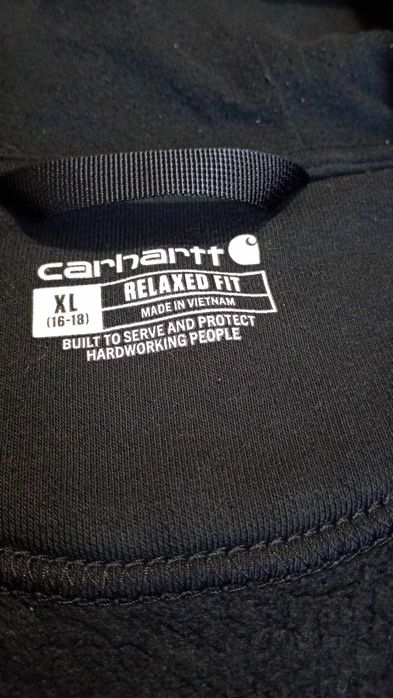 carhartt
XL
(16-18)
RELAXED FIT
MADE IN VIETNAM
BUILT TO SERVE AND PROTECT
HARDWORKING PEOPLE